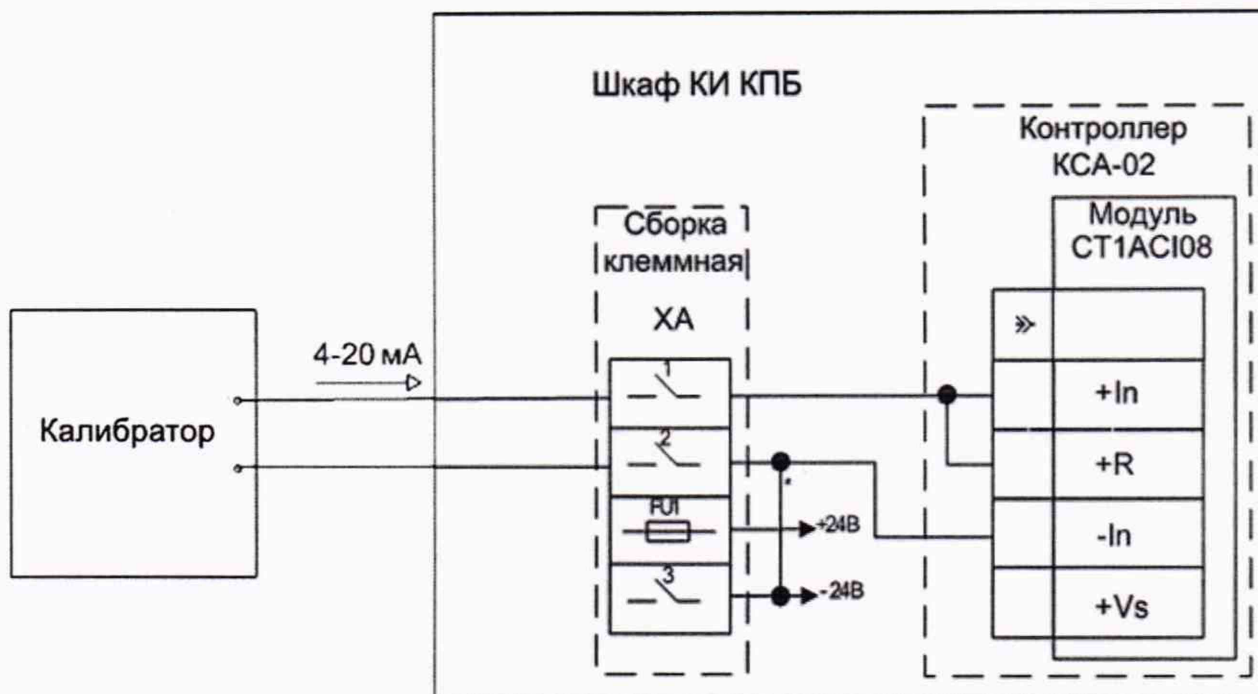 Шкаф КИ КПБ
Контроллер
КСА-02
Модуль
CT1ACI08
Сборка
клеммная
ХА
4-20 мА
Калибратор
1
2
FU1
3
*
+24В
-24В
+In
+R
-In
+Vs